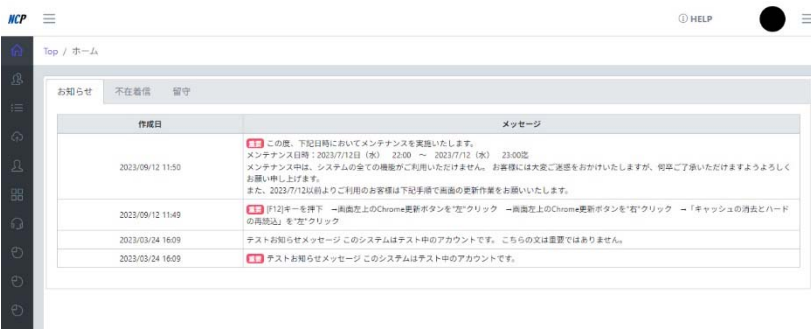 NCP
HELP
Top / ホーム
お知らせ 不在着信 留守
作成日 メッセージ
2023/09/12 11:50
重要 この度、下記日時においてメンテナンスを実施いたします。
メンテナンス日時：2023/7/12日（水） 22:00 ～ 2023/7/12（水） 23:00迄
メンテナンス中は、システムの全ての機能がご利用いただけません。 お客様には大変ご迷惑をおかけいたしますが、何卒ご了承いただけますようよろしく
お願い申し上げます。
また、2023/7/12以前よりご利用のお客様は下記手順で画面の更新作業をお願いいたします。
2023/09/12 11:49
重要 [F12]キーを押下 →画面左上のChrome更新ボタンを"左"クリック →画面左上のChrome更新ボタンを"右"クリック →「キャッシュの消去とハード
の再読込」を"左"クリック
2023/03/24 16:09 テストお知らせメッセージ このシステムはテスト中のアカウントです。 こちらの文は重要ではありません。
2023/03/24 16:09 重要 テストお知らせメッセージ このシステムはテスト中のアカウントです。